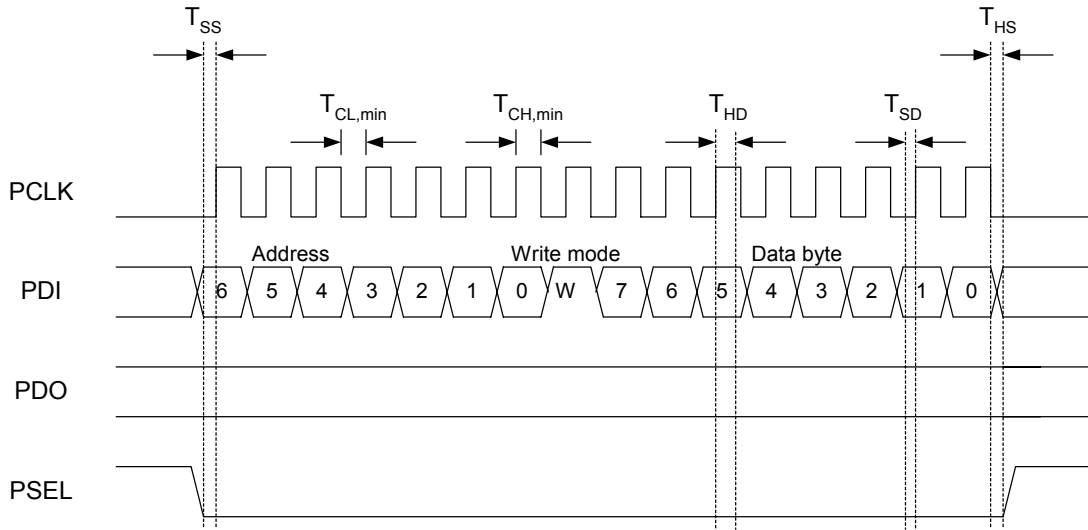 T_SS T_HS
T_CL,min T_CH,min T_HD T_SD
PCLK
Address Write mode Data byte
PDI 6 5 4 3 2 1 0 W 7 6 5 4 3 2 1 0
PDO
PSEL